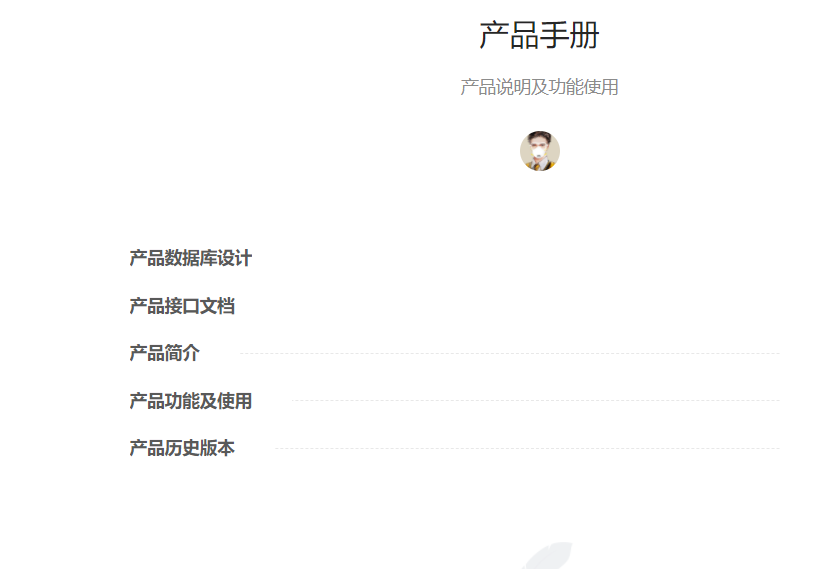 产品手册
产品说明及功能使用
产品数据库设计
产品接口文档
产品简介
产品功能及使用
产品历史版本